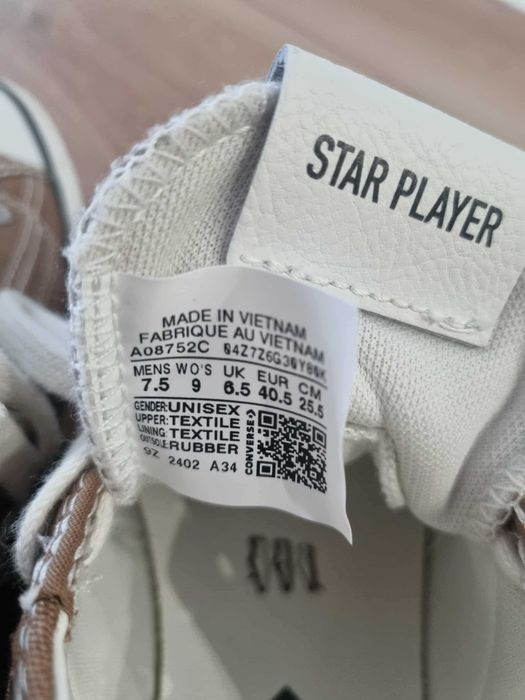 STAR PLAYER
MADE IN VIETNAM
FABRIQUE AU VIETNAM
A08752C 04Z7Z6G30Y80K
MENS WO'S UK EUR CM
7.5 9 6.5 40.5 25.5
GENDER:UNISEX
UPPER:TEXTILE
LINING:TEXTILE
OUTSOLE:RUBBER
9Z 2402 A34
CONVERSE